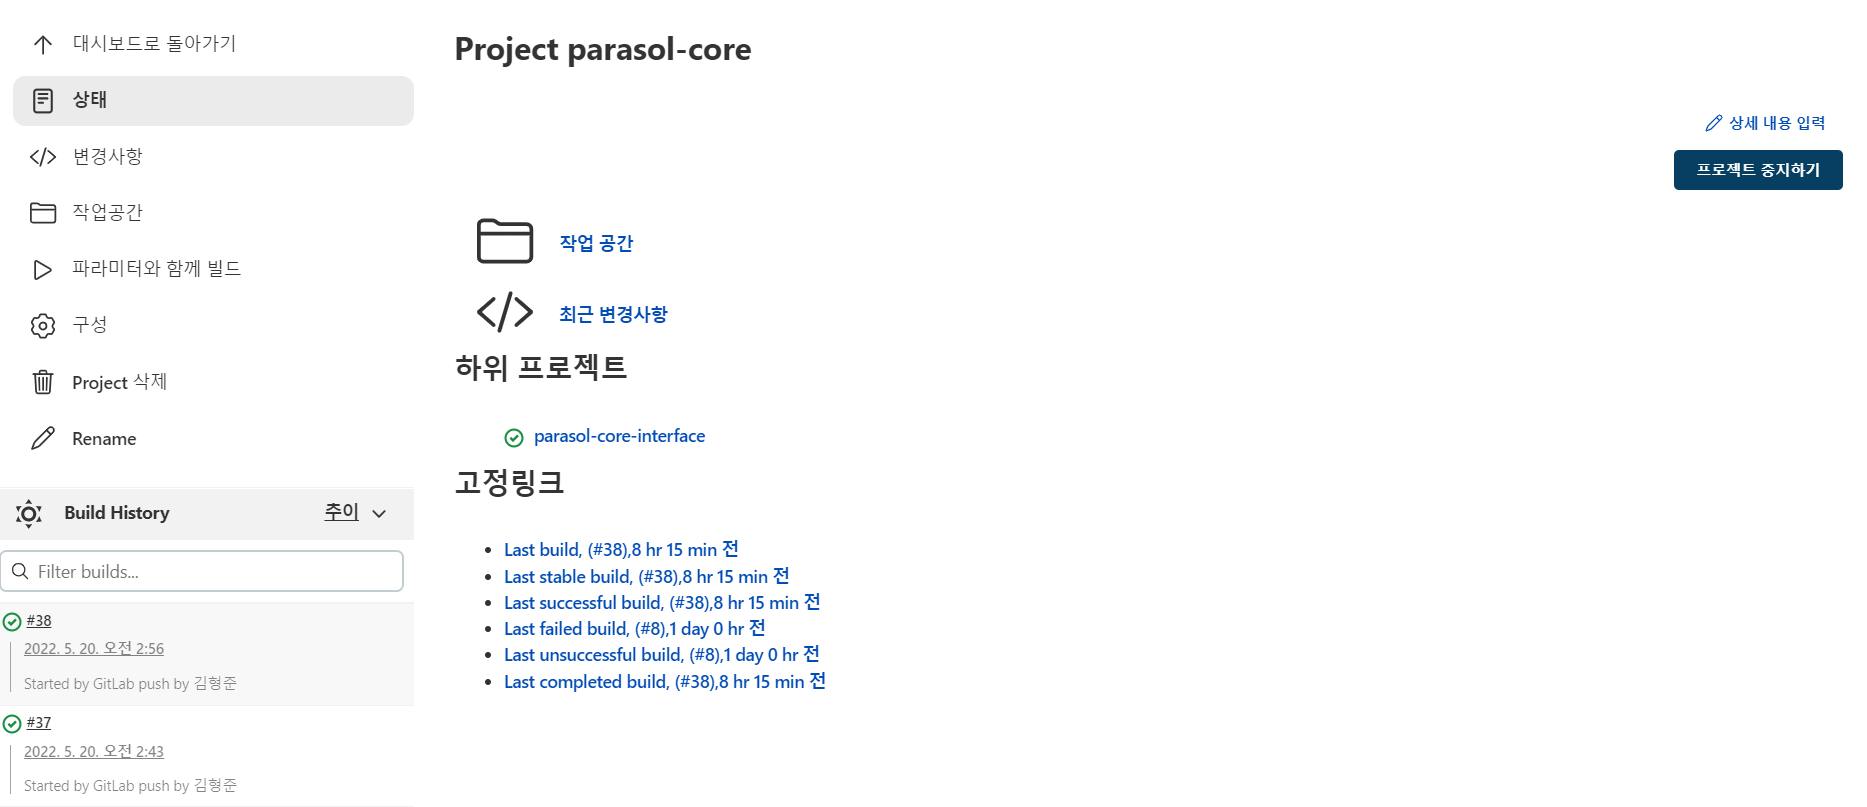 대시보드로 돌아가기
상태
변경사항
작업공간
파라미터와 함께 빌드
구성
Project 삭제
Rename
Build History 추이
Filter builds...
#38
2022. 5. 20. 오전 2:56
Started by GitLab push by 김형준
#37
2022. 5. 20. 오전 2:43
Started by GitLab push by 김형준
Project parasol-core
상세 내용 입력
프로젝트 중지하기
작업 공간
최근 변경사항
하위 프로젝트
parasol-core-interface
고정링크
Last build, (#38),8 hr 15 min 전
Last stable build, (#38),8 hr 15 min 전
Last successful build, (#38),8 hr 15 min 전
Last failed build, (#8),1 day 0 hr 전
Last unsuccessful build, (#8),1 day 0 hr 전
Last completed build, (#38),8 hr 15 min 전